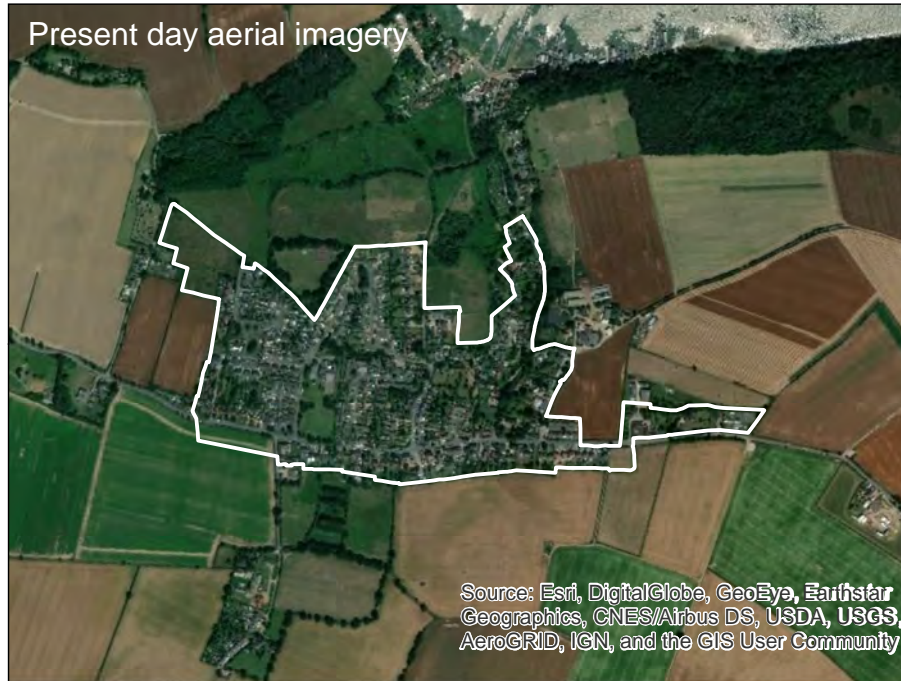 Present day aerial imagery
Source: Esri, DigitalGlobe, GeoEye, Earthstar
Geographics, CNES/Airbus DS, USDA, USGS,
AeroGRID, IGN, and the GIS User Community